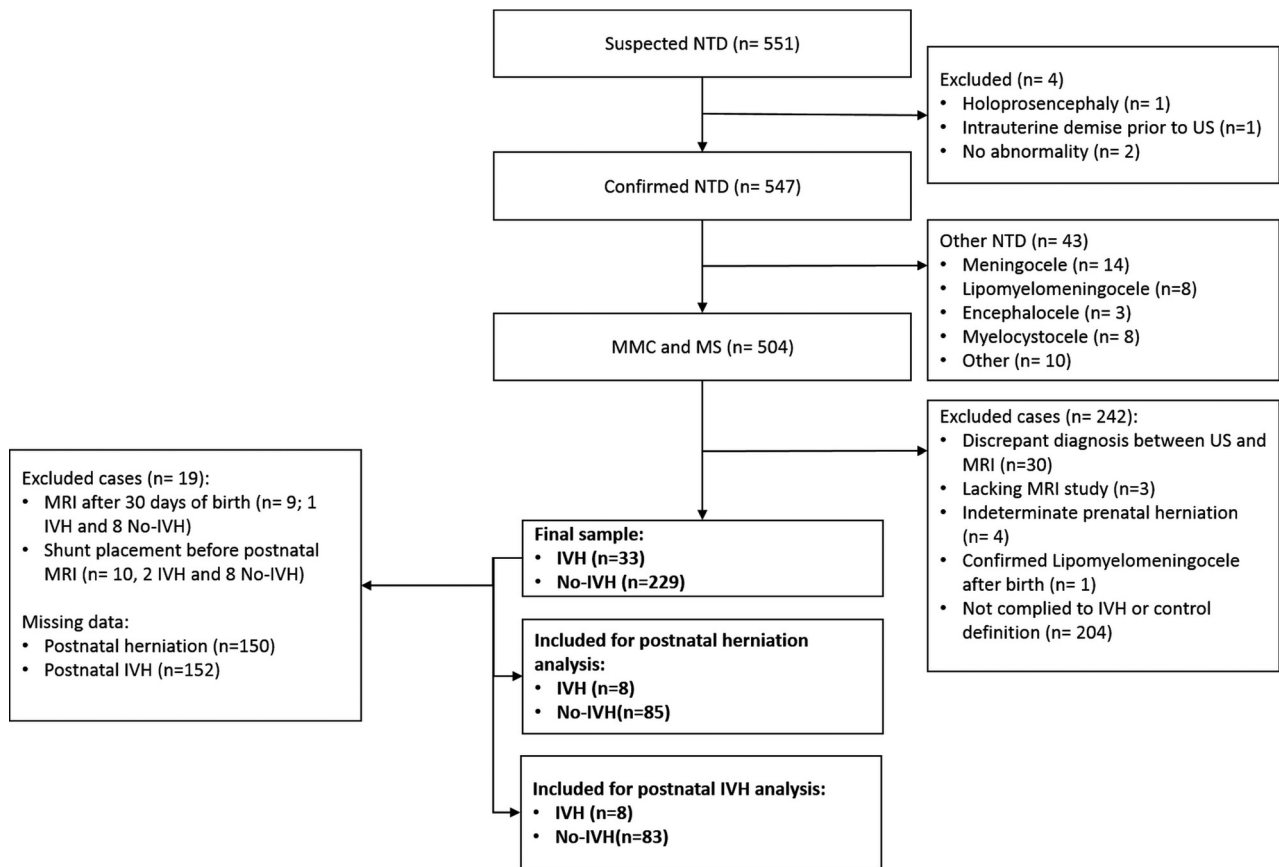 Suspected NTD (n= 551)
Excluded (n= 4)
• Holoprosencephaly (n= 1)
• Intrauterine demise prior to US (n=1)
• No abnormality (n= 2)
Confirmed NTD (n= 547)
Other NTD (n= 43)
• Meningocele (n= 14)
• Lipomyelomeningocele (n=8)
• Encephalocele (n= 3)
• Myelocystocele (n= 8)
• Other (n= 10)
MMC and MS (n= 504)
Excluded cases (n= 242):
• Discrepant diagnosis between US and
MRI (n=30)
• Lacking MRI study (n=3)
• Indeterminate prenatal herniation
(n= 4)
• Confirmed Lipomyelomeningocele
after birth (n= 1)
• Not complied to IVH or control
definition (n= 204)
Excluded cases (n= 19):
• MRI after 30 days of birth (n= 9; 1
IVH and 8 No-IVH)
• Shunt placement before postnatal
MRI (n= 10, 2 IVH and 8 No-IVH)
Missing data:
• Postnatal herniation (n=150)
• Postnatal IVH (n=152)
Final sample:
• IVH (n=33)
• No-IVH (n=229)
Included for postnatal herniation
analysis:
• IVH (n=8)
• No-IVH(n=85)
Included for postnatal IVH analysis:
• IVH (n=8)
• No-IVH(n=83)